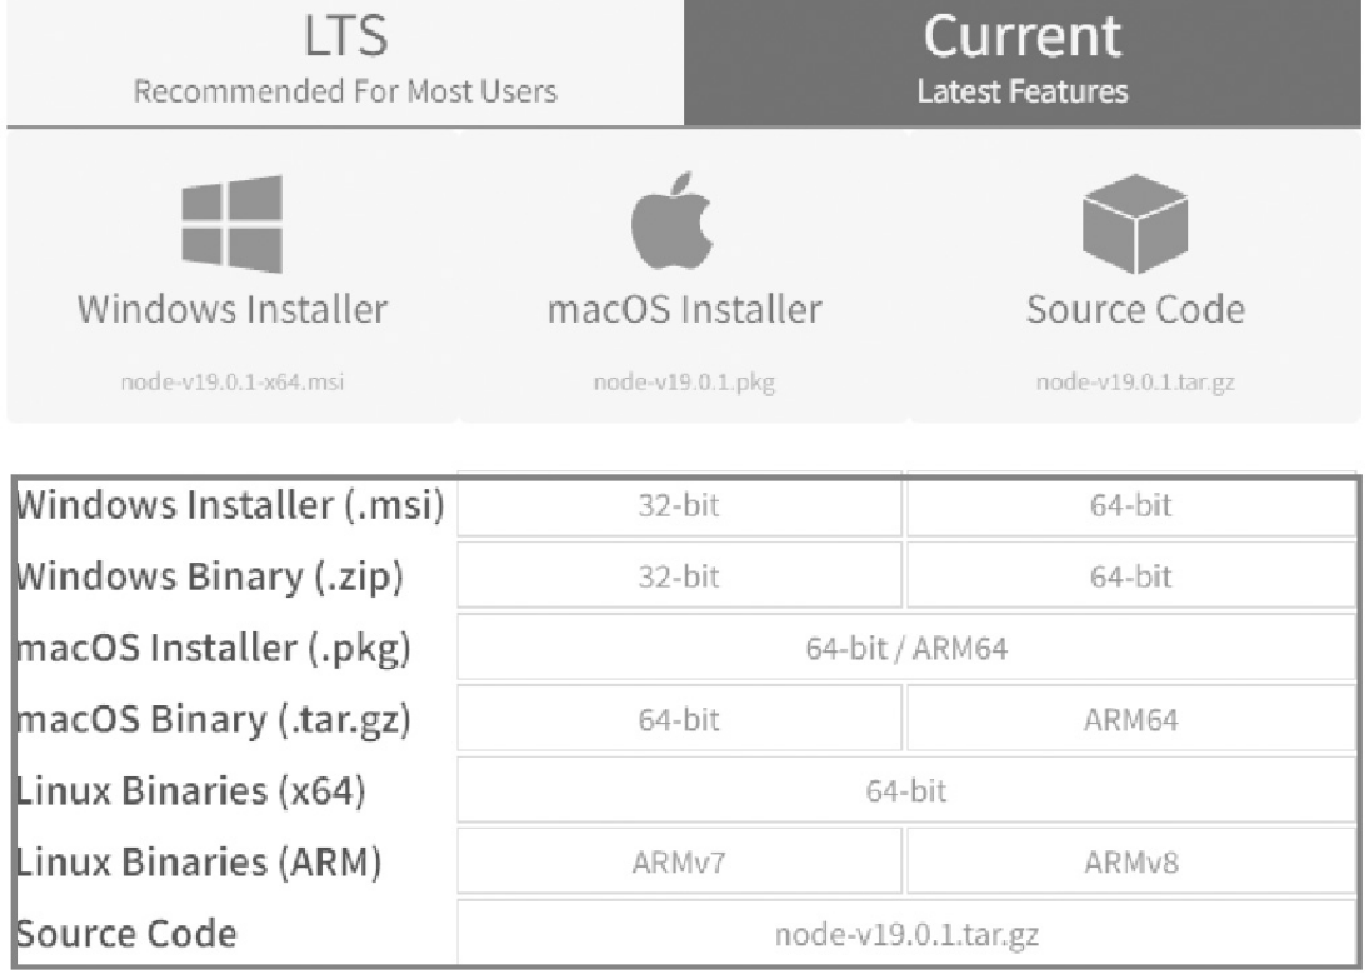 LTS
Recommended For Most Users
Current
Latest Features
Windows Installer
node-v19.0.1-x64.msi
macOS Installer
node-v19.0.1.pkg
Source Code
node-v19.0.1.tar.gz
Windows Installer (.msi) 32-bit 64-bit
Windows Binary (.zip) 32-bit 64-bit
macOS Installer (.pkg) 64-bit / ARM64
macOS Binary (.tar.gz) 64-bit ARM64
Linux Binaries (x64) 64-bit
Linux Binaries (ARM) ARMv7 ARMv8
Source Code node-v19.0.1.tar.gz